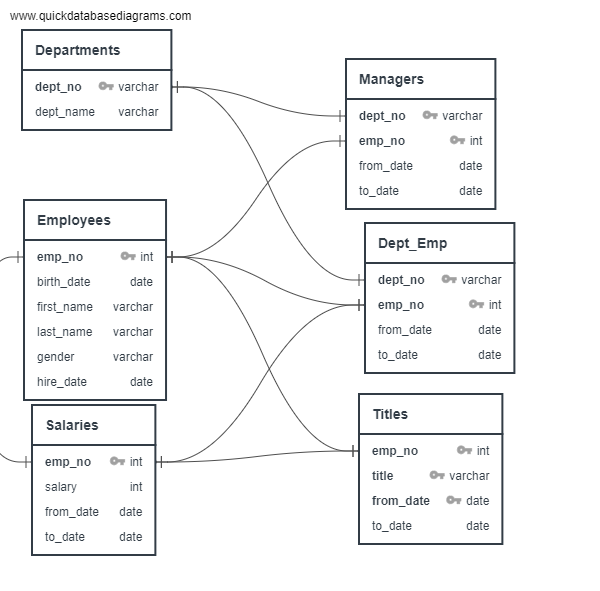 www.quickdatabasediagrams.com
Departments
dept_no varchar
dept_name varchar
Managers
dept_no varchar
emp_no int
from_date date
to_date date
Employees
emp_no int
birth_date date
first_name varchar
last_name varchar
gender varchar
hire_date date
Dept_Emp
dept_no varchar
emp_no int
from_date date
to_date date
Salaries
emp_no int
salary int
from_date date
to_date date
Titles
emp_no int
title varchar
from_date date
to_date date